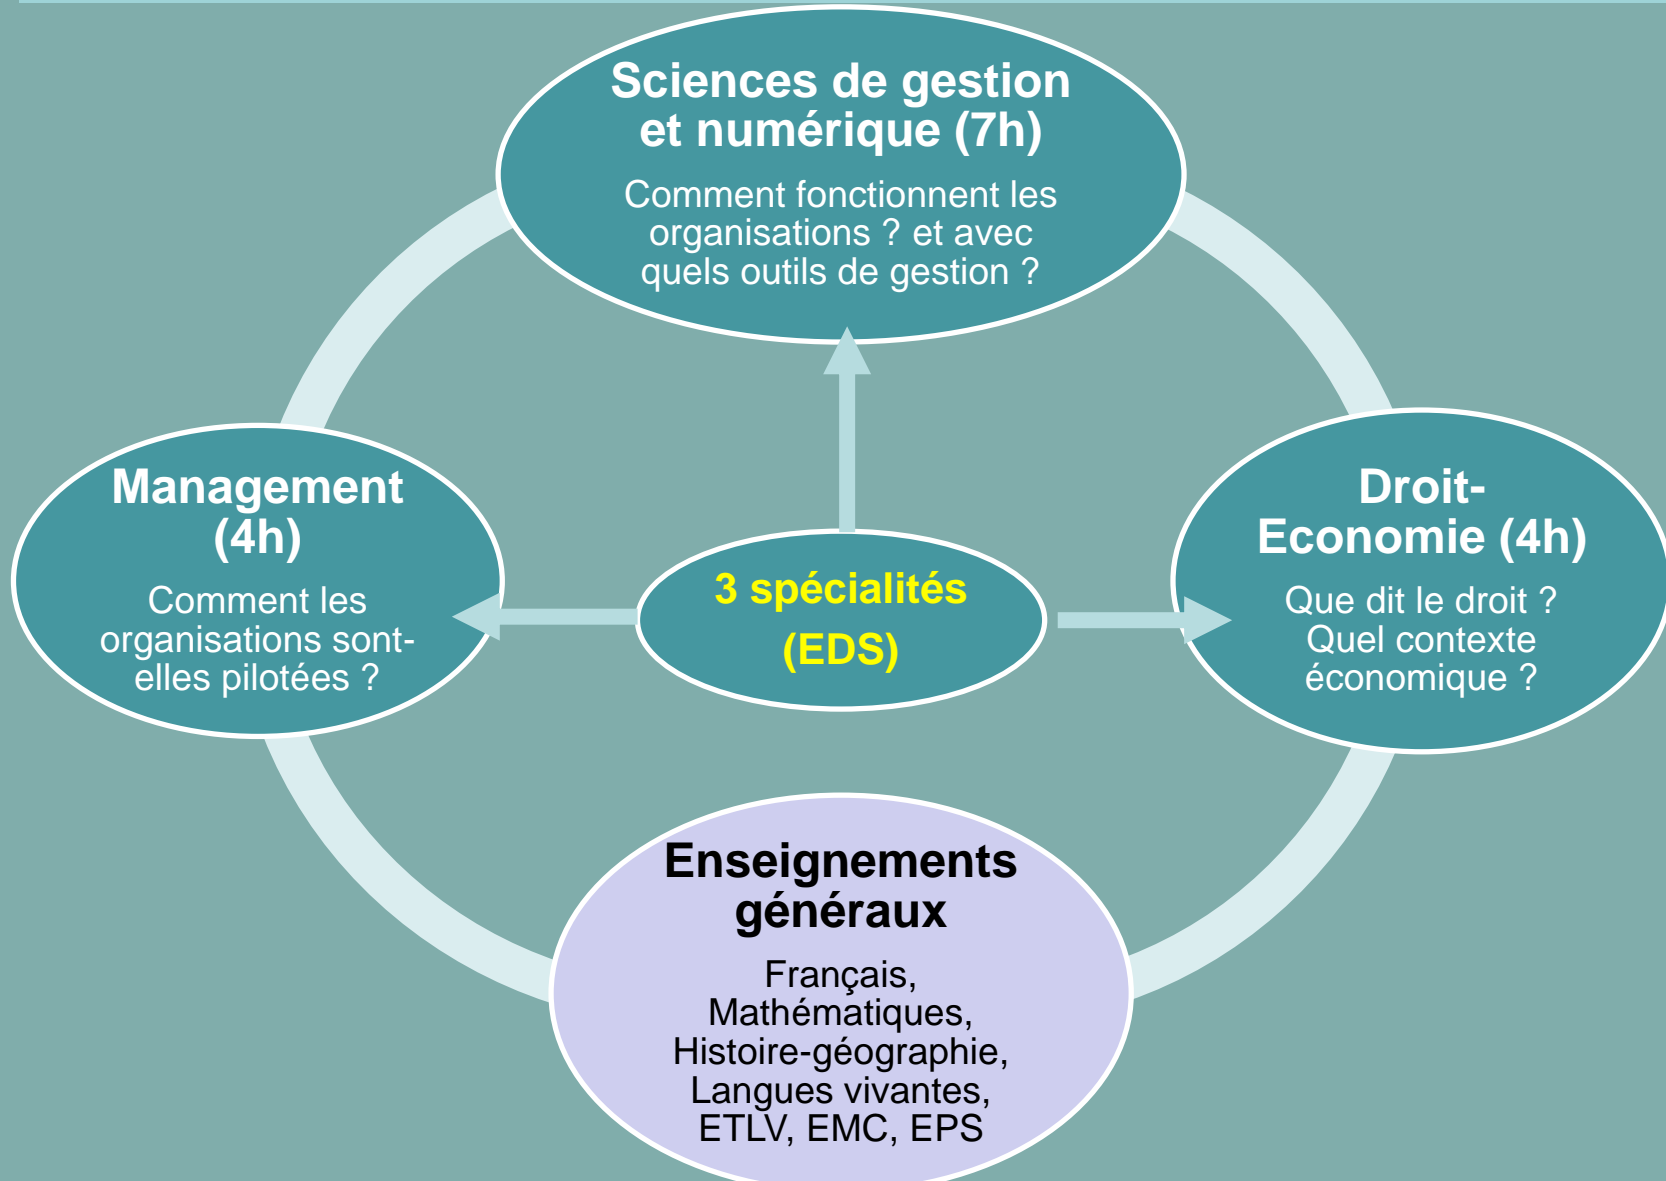 Sciences de gestion
et numérique (7h)
Comment fonctionnent les
organisations ? et avec
quels outils de gestion ?
Management
(4h)
Comment les
organisations sont-
elles pilotées ?
3 spécialités
(EDS)
Droit-
Economie (4h)
Que dit le droit ?
Quel contexte
économique ?
Enseignements
généraux
Français,
Mathématiques,
Histoire-géographie,
Langues vivantes,
ETLV, EMC, EPS